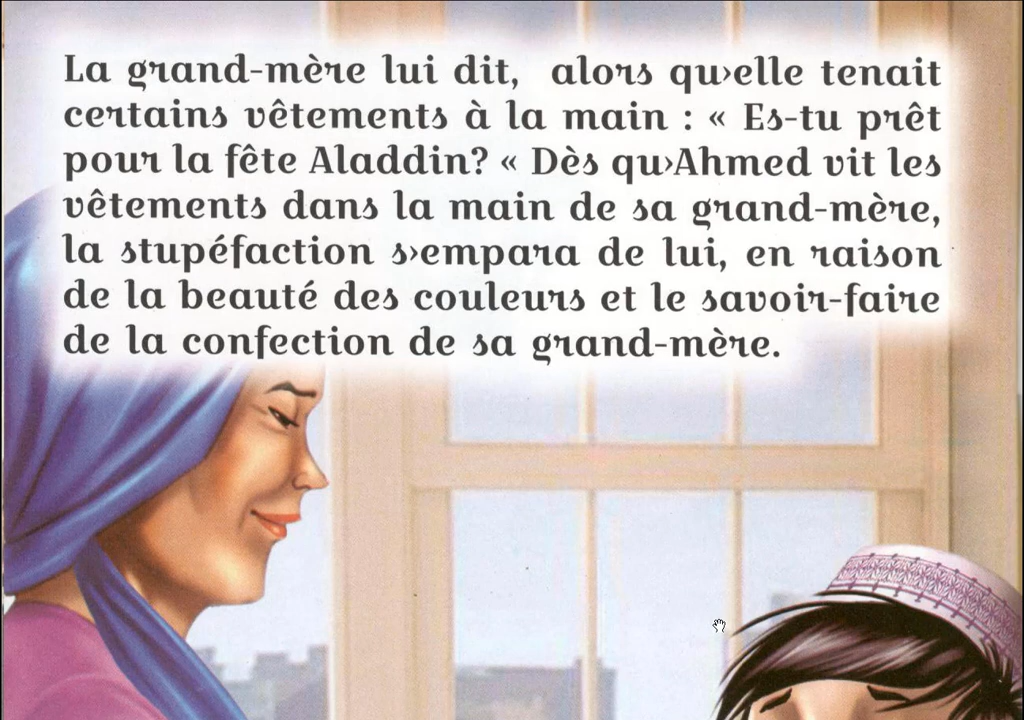 La grand-mère lui dit, alors qu›elle tenait
certains vêtements à la main : « Es-tu prêt
pour la fête Aladdin? « Dès qu›Ahmed vit les
vêtements dans la main de sa grand-mère,
la stupéfaction s›empara de lui, en raison
de la beauté des couleurs et le savoir-faire
de la confection de sa grand-mère.